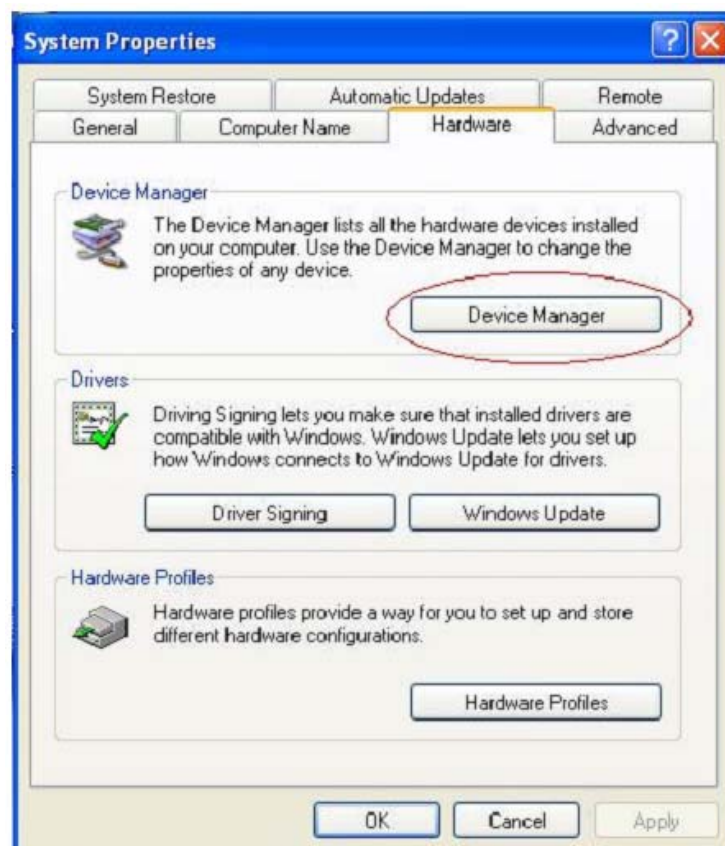 System Properties
System Restore Automatic Updates Remote
General Computer Name Hardware Advanced
Device Manager
The Device Manager lists all the hardware devices installed
on your computer. Use the Device Manager to change the
properties of any device.
Device Manager
Drivers
Driving Signing lets you make sure that installed drivers are
compatible with Windows. Windows Update lets you set up
how Windows connects to Windows Update for drivers.
Driver Signing Windows Update
Hardware Profiles
Hardware profiles provide a way for you to set up and store
different hardware configurations.
Hardware Profiles
OK Cancel Apply